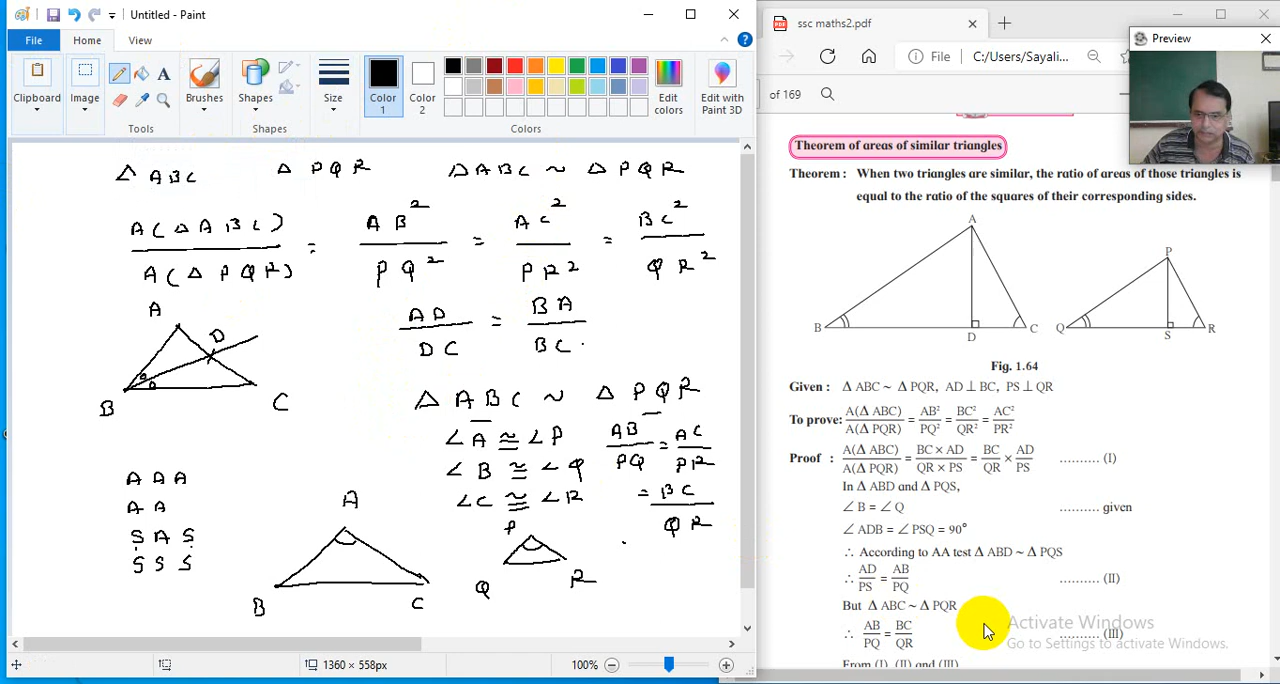 Untitled - Paint
File Home View
Clipboard
Image
Tools
Brushes
Shapes
Shapes
Size
Color 1
Color 2
Edit colors
Colors
Edit with Paint 3D
Δ ABC Δ PQR Δ ABC ~ Δ PQR
A(Δ ABC) / A(Δ PQR) = AB² / PQ² = AC² / PR² = BC² / QR²
AD / DC = BA / BC .
A
D
B
C
Δ ABC ~ Δ PQR
∠A ≅ ∠P
∠B ≅ ∠Q
∠C ≅ ∠R
AB / PQ = AC / PR
= BC / QR
A A A
A A
S A S
S S S
A
B
C
P
Q
R
1360 × 558px
100%
ssc maths2.pdf
File C:/Users/Sayali...
of 169
Preview
Theorem of areas of similar triangles
Theorem : When two triangles are similar, the ratio of areas of those triangles is
equal to the ratio of the squares of their corresponding sides.
A
B
D
C
P
Q
S
R
Fig. 1.64
Given : Δ ABC ~ Δ PQR, AD ⊥ BC, PS ⊥ QR
To prove: A(Δ ABC) / A(Δ PQR) = AB² / PQ² = BC² / QR² = AC² / PR²
Proof : A(Δ ABC) / A(Δ PQR) = BC × AD / QR × PS = BC / QR × AD / PS .......... (I)
In Δ ABD and Δ PQS,
∠B = ∠Q .......... given
∠ADB = ∠PSQ = 90°
∴ According to AA test Δ ABD ~ Δ PQS
∴ AD / PS = AB / PQ .......... (II)
But Δ ABC ~ Δ PQR
∴ AB / PQ = BC / QR .......... (III)
From (I), (II) and (III)
Activate Windows
Go to Settings to activate Windows.